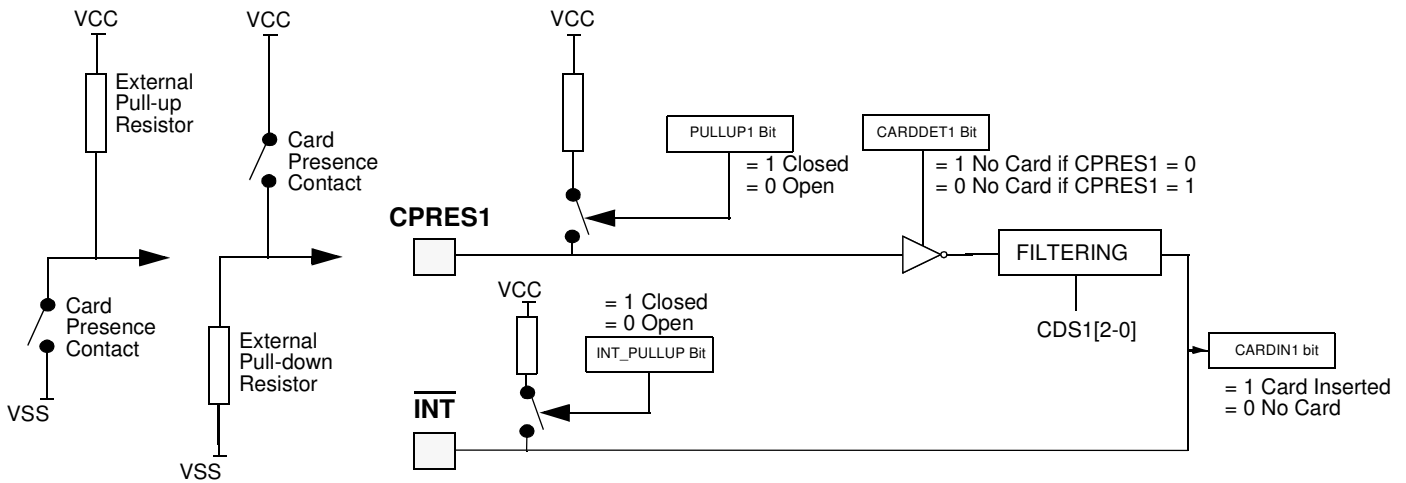 VCC
External
Pull-up
Resistor
Card
Presence
Contact
VSS
VCC
Card
Presence
Contact
External
Pull-down
Resistor
VSS
VCC
PULLUP1 Bit
= 1 Closed
= 0 Open
CARDDET1 Bit
= 1 No Card if CPRES1 = 0
= 0 No Card if CPRES1 = 1
CPRES1
FILTERING
CDS1[2-0]
VCC
= 1 Closed
= 0 Open
INT_PULLUP Bit
INT
CARDIN1 bit
= 1 Card Inserted
= 0 No Card